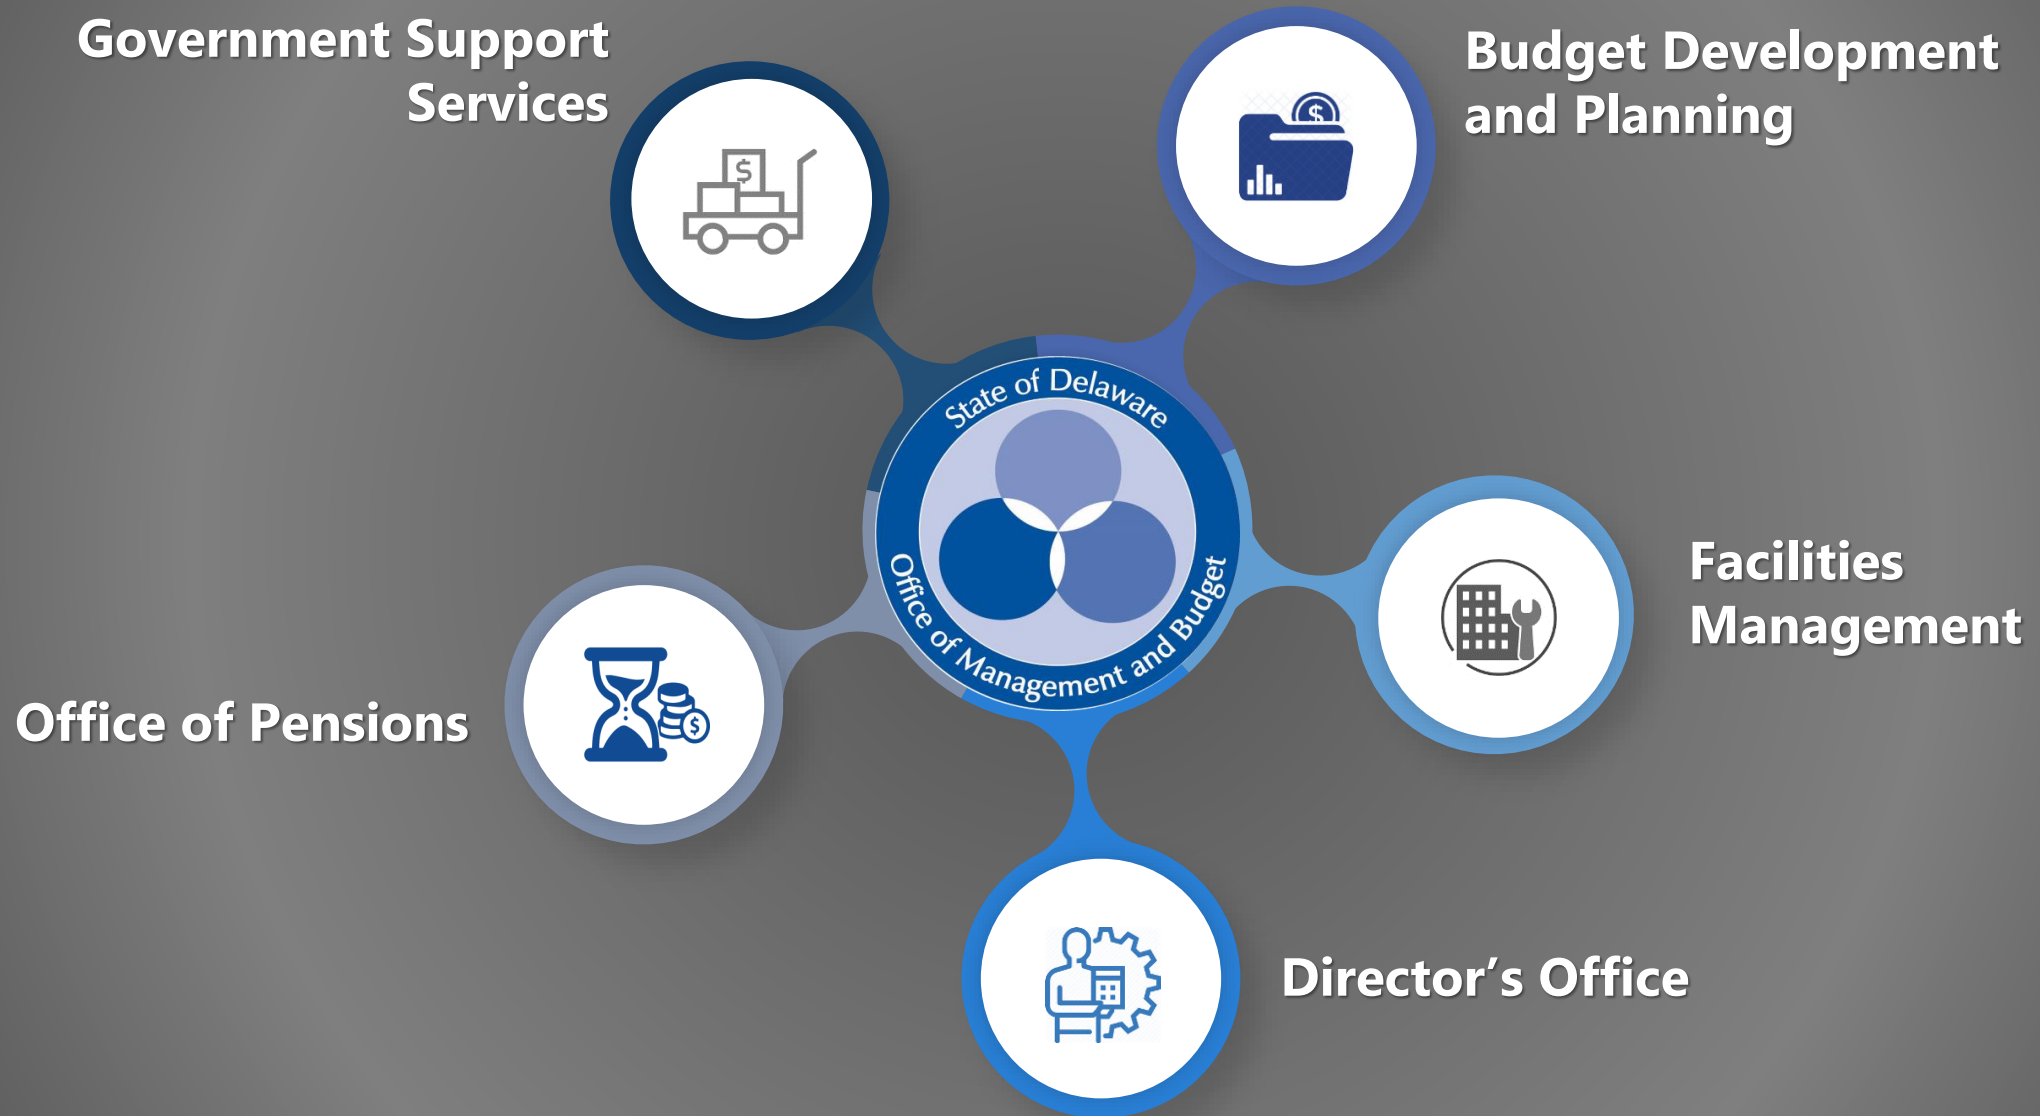 Government Support
Services
Budget Development
and Planning
$
$
State of Delaware
Office of Management and Budget
Facilities
Management
Office of Pensions
$
Director’s Office